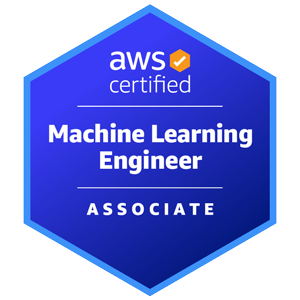 aws
certified
Machine Learning
Engineer
ASSOCIATE